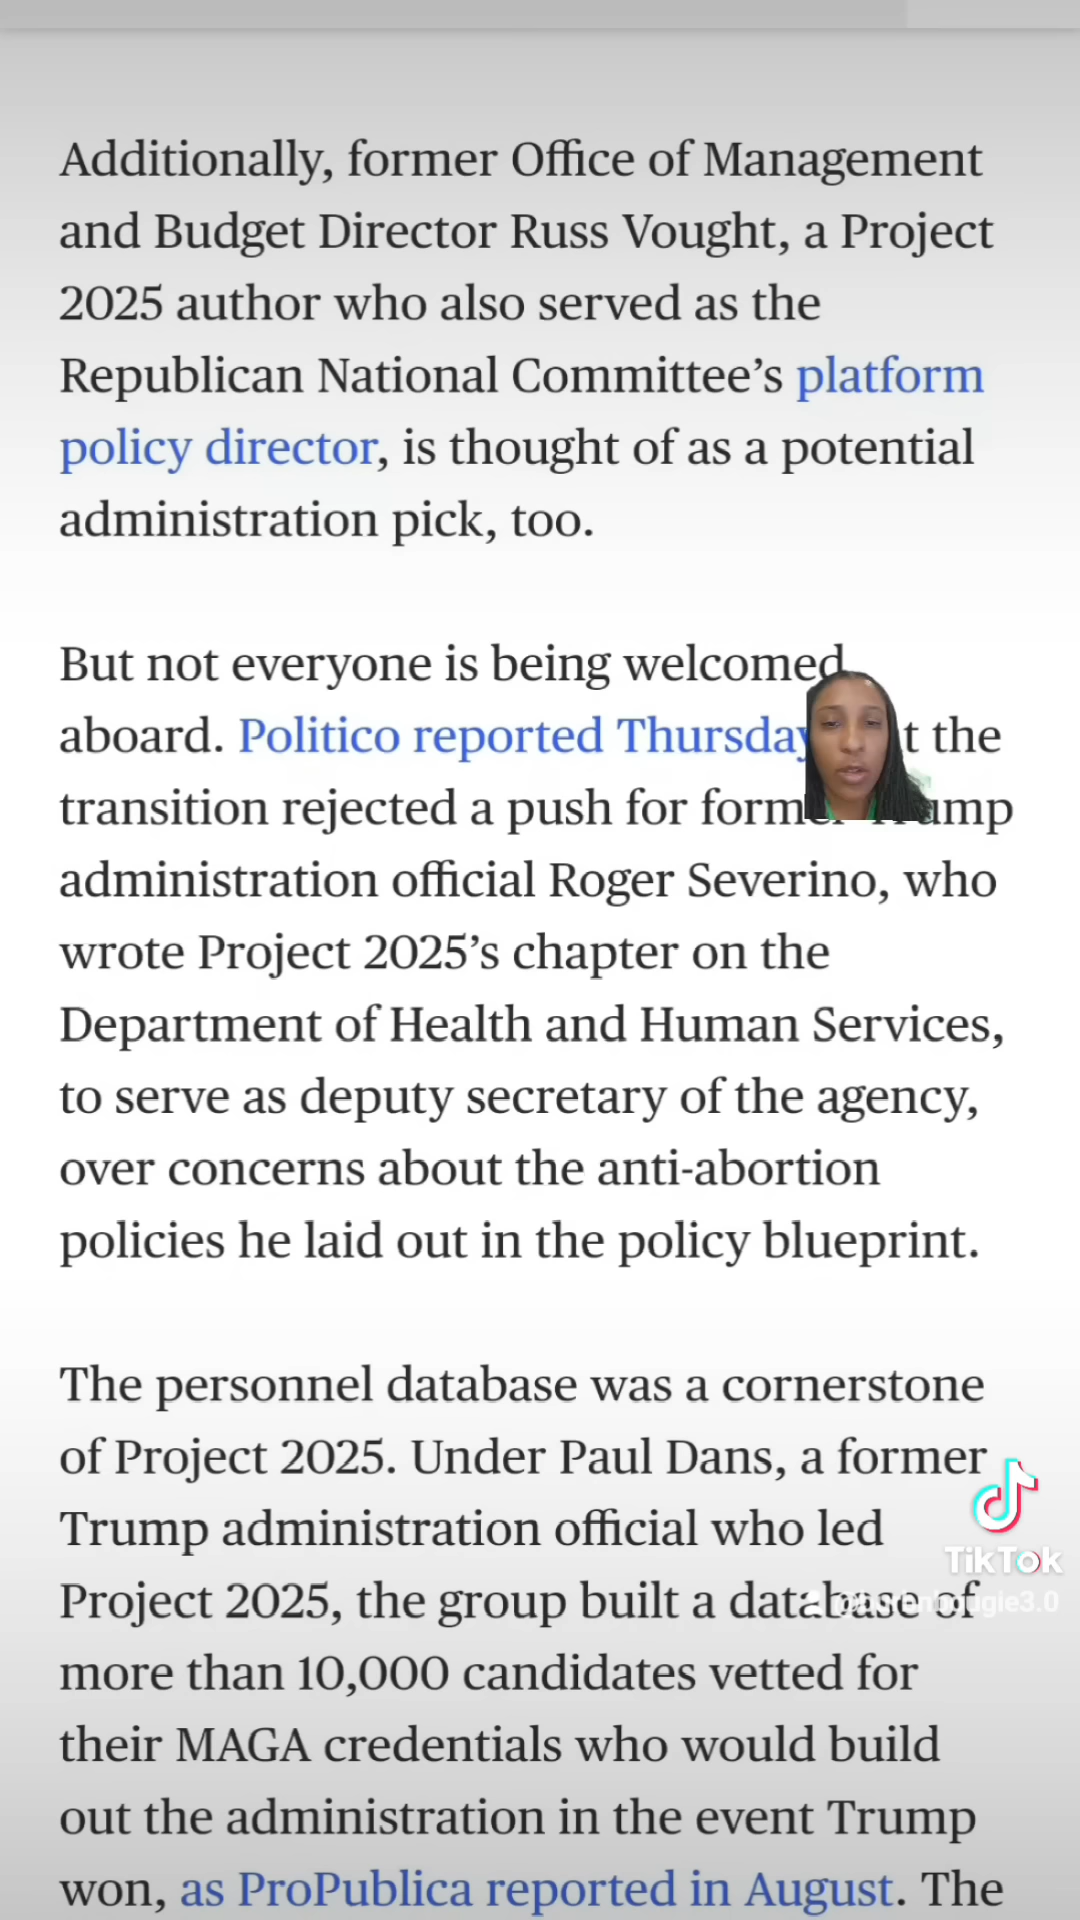 Additionally, former Office of Management
and Budget Director Russ Vought, a Project
2025 author who also served as the
Republican National Committee’s platform
policy director, is thought of as a potential
administration pick, too.
But not everyone is being welcomed
aboard. Politico reported Thursday the
transition rejected a push for former Trump
administration official Roger Severino, who
wrote Project 2025’s chapter on the
Department of Health and Human Services,
to serve as deputy secretary of the agency,
over concerns about the anti-abortion
policies he laid out in the policy blueprint.
The personnel database was a cornerstone
of Project 2025. Under Paul Dans, a former
Trump administration official who led
Project 2025, the group built a database of
more than 10,000 candidates vetted for
their MAGA credentials who would build
out the administration in the event Trump
won, as ProPublica reported in August. The
TikTok